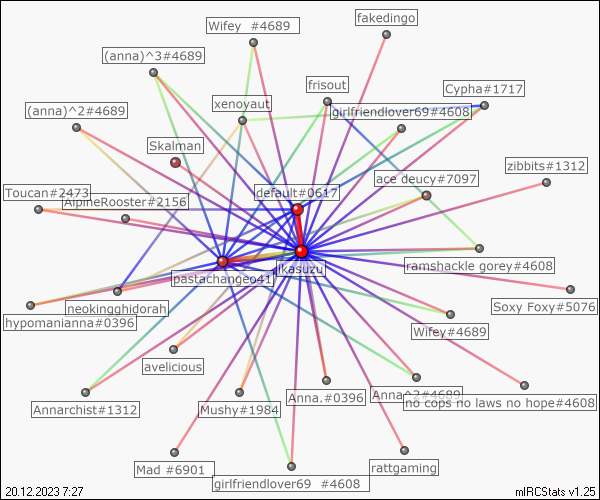 fakedingo
Wifey #4689
(anna)^3#4689
frisout
Cypha#1717
xenoyaut
girlfriendlover69#4608
(anna)^2#4689
Skalman
zibbits#1312
ace deucy#7097
default#0617
Toucan#2473
AlpineRooster#2156
ramshackle gorey#4608
jkasuzu
pastachangeo41
Soxy Foxy#5076
neokingghidorah
hypomanianna#0396
Wifey#4689
avelicious
Anna.#0396
Anna^2#4689
no cops no laws no hope#4608
Annarchist#1312
Mushy#1984
Mad #6901
rattgaming
girlfriendlover69 #4608
20.12.2023 7:27
mIRCStats v1.25